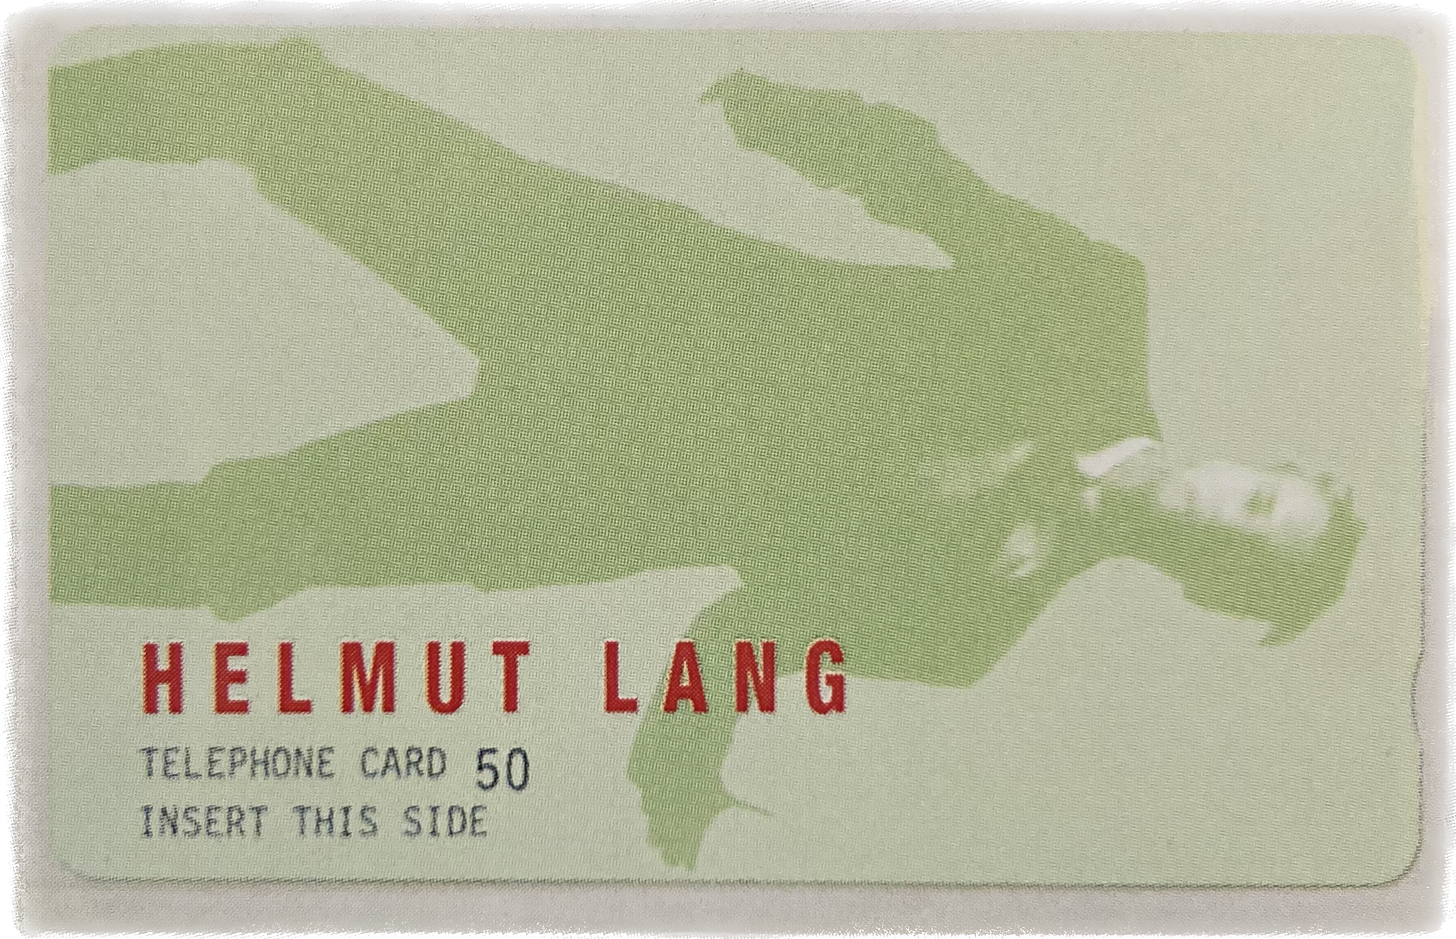 HELMUT LANG
TELEPHONE CARD 50
INSERT THIS SIDE